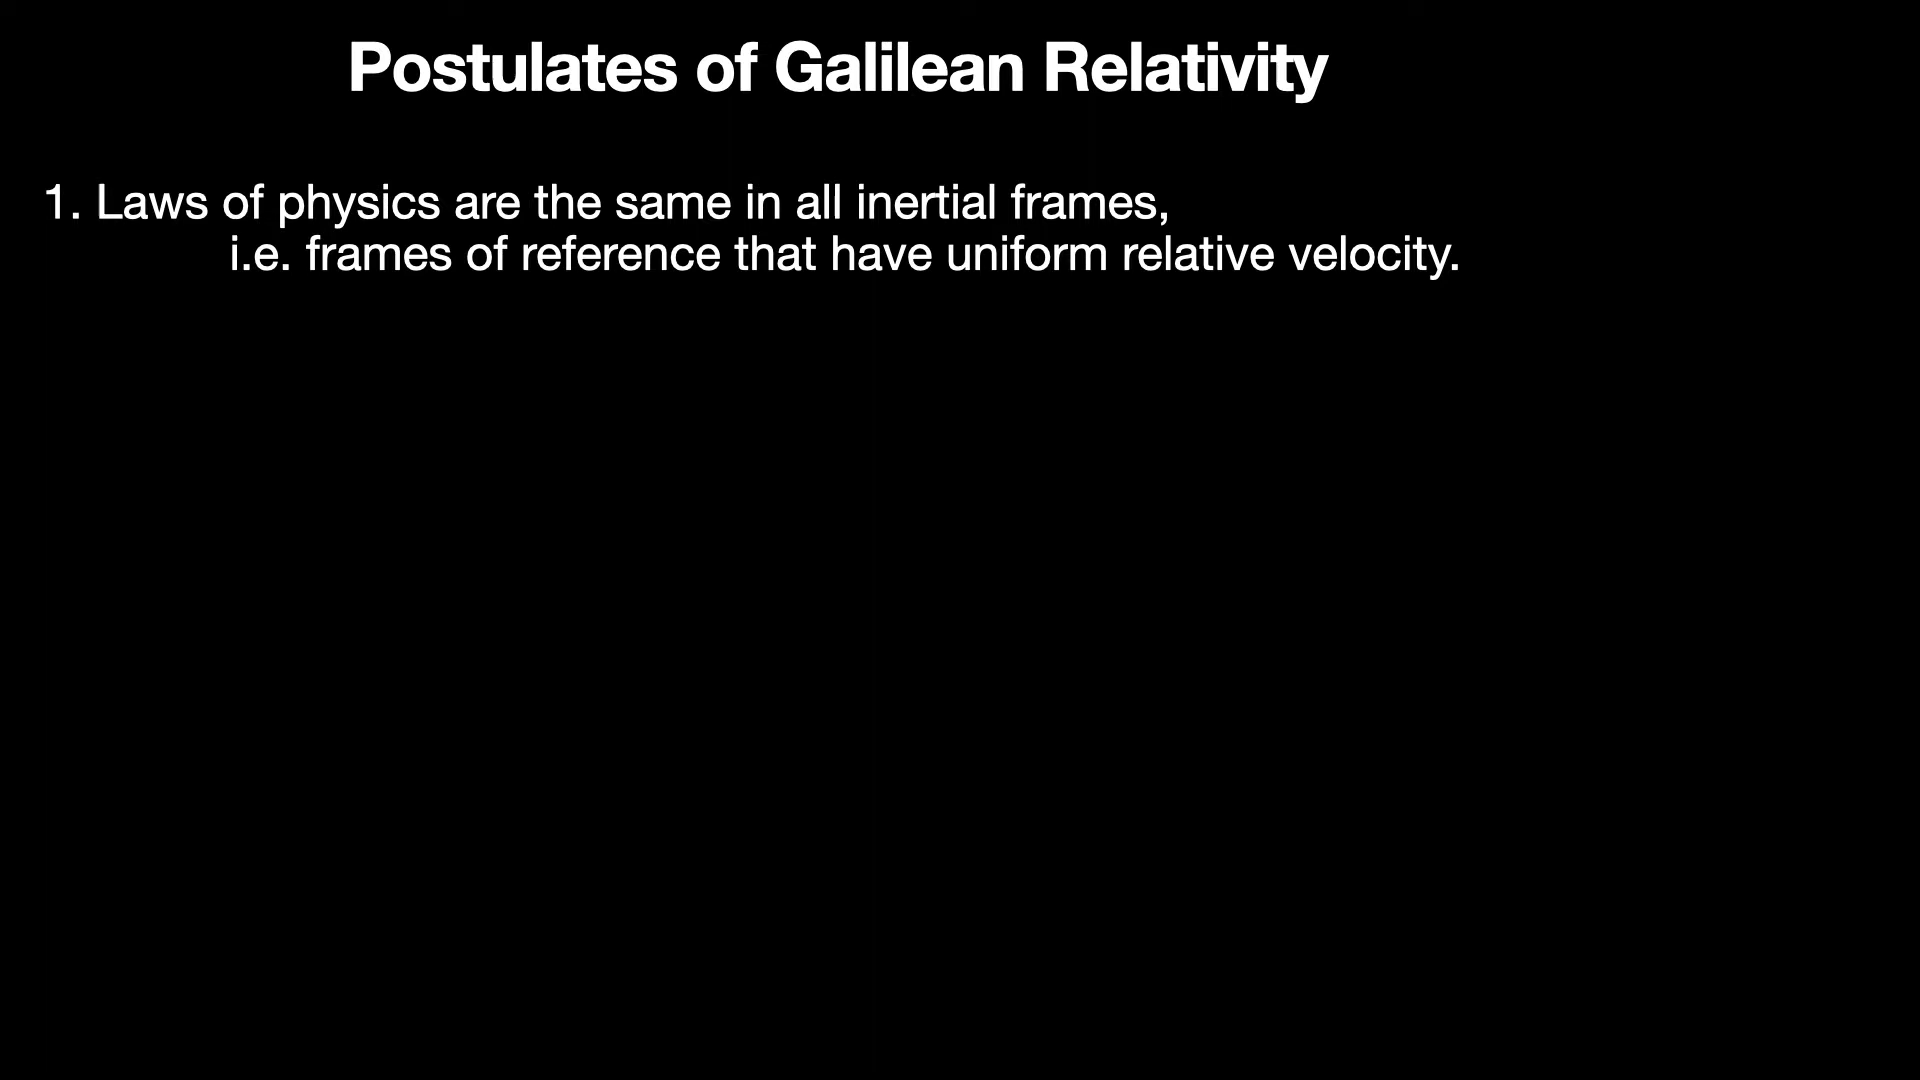 Postulates of Galilean Relativity
1. Laws of physics are the same in all inertial frames,
i.e. frames of reference that have uniform relative velocity.